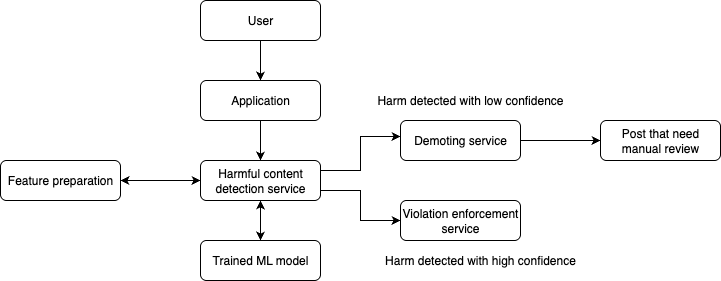 User
Application
Harm detected with low confidence
Demoting service
Post that need
manual review
Feature preparation
Harmful content
detection service
Violation enforcement
service
Trained ML model
Harm detected with high confidence